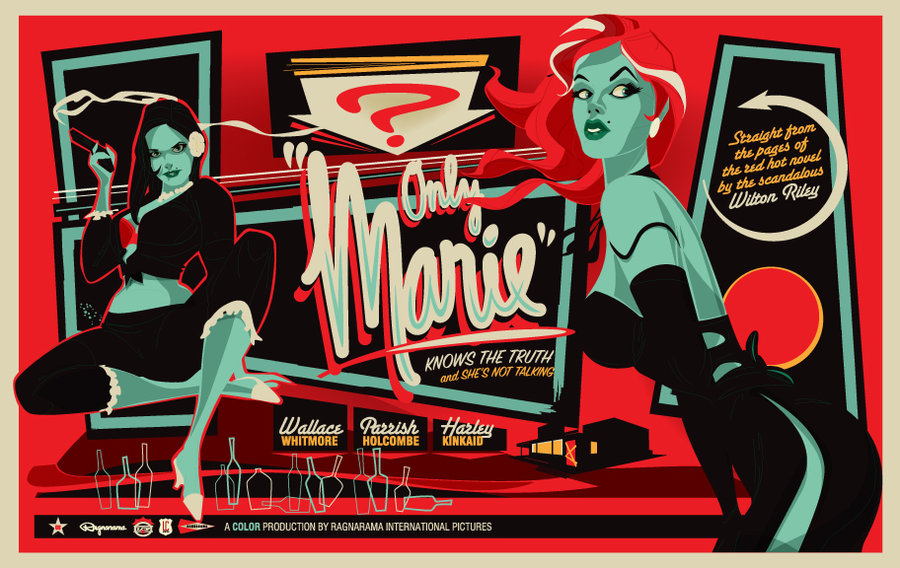 ?
"Only
Marie"
KNOWS THE TRUTH
and SHE'S NOT TALKING
Straight from
the pages of
the red hot novel
by the scandalous
Wilton Riley
Wallace
WHITMORE
Parrish
HOLCOMBE
Harley
KINKAID
Ragnarama
A COLOR PRODUCTION BY RAGNARAMA INTERNATIONAL PICTURES